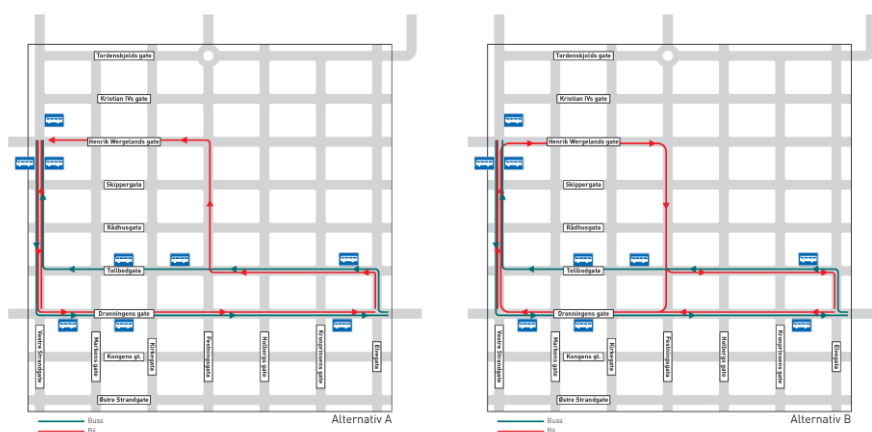 Tordenskjolds gate
Kristian IVs gate
Henrik Wergelands gate
Skippergata
Rådhusgata
Tollbodgata
Dronningens gate
Vestre Strandgate
Markens gate
Kirkegata
Festningsgata
Holbergs gate
Kronprinsens gate
Elvegata
Kongens gt.
Østre Strandgate
Alternativ A
Buss
Bil
Tordenskjolds gate
Kristian IVs gate
Henrik Wergelands gate
Skippergata
Rådhusgata
Tollbodgata
Dronningens gate
Vestre Strandgate
Markens gate
Kirkegata
Festningsgata
Holbergs gate
Kronprinsens gate
Elvegata
Kongens gt.
Østre Strandgate
Alternativ B
Buss
Bil